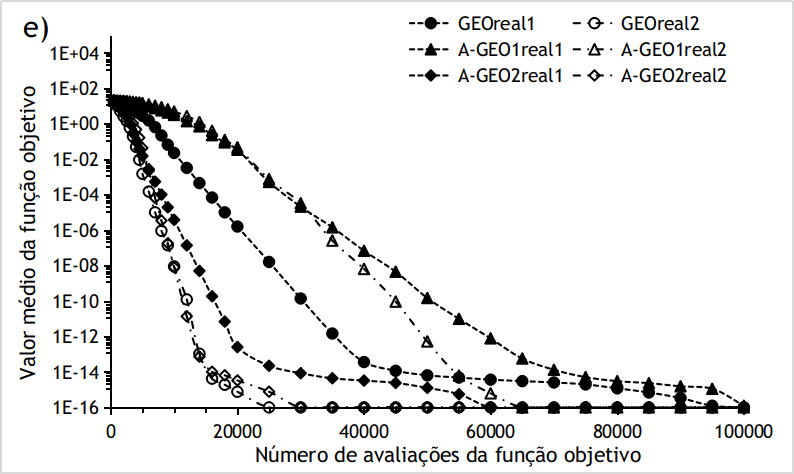 e)
GEOreal1 GEOreal2
A-GEO1real1 A-GEO1real2
A-GEO2real1 A-GEO2real2
Valor médio da função objetivo
1E+04
1E+02
1E+00
1E-02
1E-04
1E-06
1E-08
1E-10
1E-12
1E-14
1E-16
0 20000 40000 60000 80000 100000
Número de avaliações da função objetivo